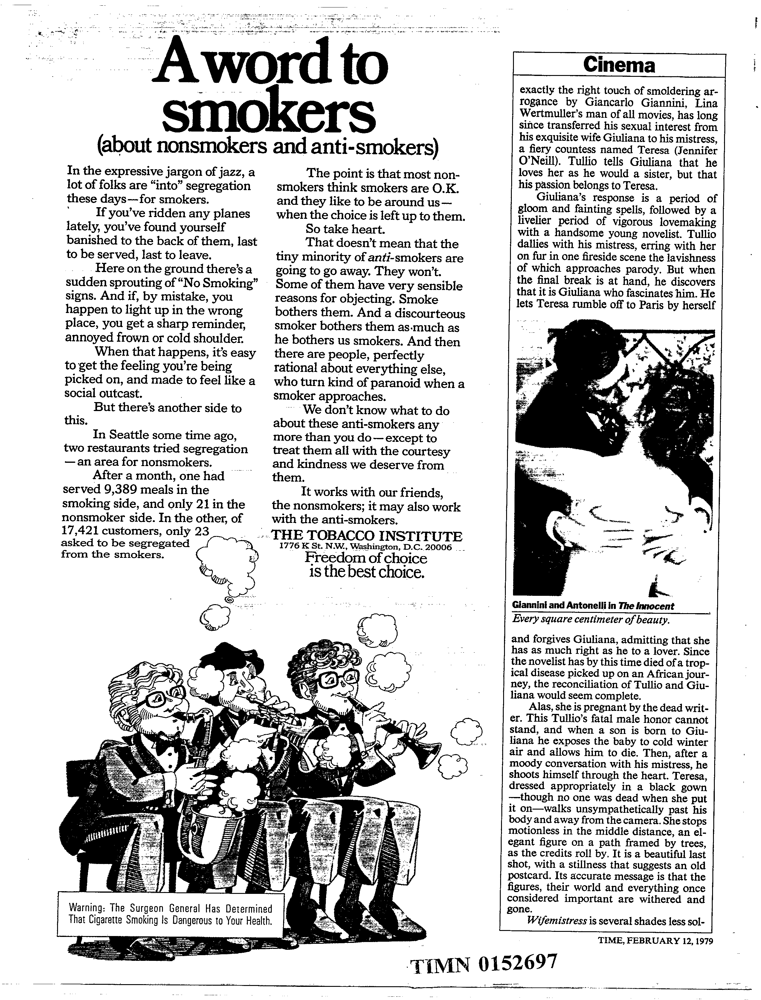 A word to
smokers
(about nonsmokers and anti-smokers)
In the expressive jargon of jazz, a
lot of folks are “into” segregation
these days—for smokers.
If you've ridden any planes
lately, you've found yourself
banished to the back of them, last
to be served, last to leave.
Here on the ground there's a
sudden sprouting of “No Smoking”
signs. And if, by mistake, you
happen to light up in the wrong
place, you get a sharp reminder,
annoyed frown or cold shoulder.
When that happens, it's easy
to get the feeling you're being
picked on, and made to feel like a
social outcast.
But there's another side to
this.
In Seattle some time ago,
two restaurants tried segregation
—an area for nonsmokers.
After a month, one had
served 9,389 meals in the
smoking side, and only 21 in the
nonsmoker side. In the other, of
17,421 customers, only 23
asked to be segregated
from the smokers.
The point is that most non-
smokers think smokers are O.K.
and they like to be around us—
when the choice is left up to them.
So take heart.
That doesn't mean that the
tiny minority of anti-smokers are
going to go away. They won't.
Some of them have very sensible
reasons for objecting. Smoke
bothers them. And a discourteous
smoker bothers them as much as
he bothers us smokers. And then
there are people, perfectly
rational about everything else,
who turn kind of paranoid when a
smoker approaches.
We don't know what to do
about these anti-smokers any
more than you do—except to
treat them all with the courtesy
and kindness we deserve from
them.
It works with our friends,
the nonsmokers; it may also work
with the anti-smokers.
THE TOBACCO INSTITUTE
1776 K St. N.W., Washington, D.C. 20006
Freedom of choice
is the best choice.
Warning: The Surgeon General Has Determined
That Cigarette Smoking Is Dangerous to Your Health.
Cinema
exactly the right touch of smoldering ar-
rogance by Giancarlo Giannini, Lina
Wertmuller's man of all movies, has long
since transferred his sexual interest from
his exquisite wife Giuliana to his mistress,
a fiery countess named Teresa (Jennifer
O'Neill). Tullio tells Giuliana that he
loves her as he would a sister, but that
his passion belongs to Teresa.
Giuliana's response is a period of
gloom and fainting spells, followed by a
livelier period of vigorous lovemaking
with a handsome young novelist. Tullio
dallies with his mistress, erring with her
on fur in one fireside scene the lavishness
of which approaches parody. But when
the final break is at hand, he discovers
that it is Giuliana who fascinates him. He
lets Teresa rumble off to Paris by herself
Giannini and Antonelli in The Innocent
Every square centimeter of beauty.
and forgives Giuliana, admitting that she
has as much right as he to a lover. Since
the novelist has by this time died of a trop-
ical disease picked up on an African jour-
ney, the reconciliation of Tullio and Giu-
liana would seem complete.
Alas, she is pregnant by the dead writ-
er. This Tullio's fatal male honor cannot
stand, and when a son is born to Giu-
liana he exposes the baby to cold winter
air and allows him to die. Then, after a
moody conversation with his mistress, he
shoots himself through the heart. Teresa,
dressed appropriately in a black gown
—though no one was dead when she put
it on—walks unsympathetically past his
body and away from the camera. She stops
motionless in the middle distance, an el-
egant figure on a path framed by trees,
as the credits roll by. It is a beautiful last
shot, with a stillness that suggests an old
postcard. Its accurate message is that the
figures, their world and everything once
considered important are withered and
gone.
Wifemistress is several shades less sol-
TIME, FEBRUARY 12, 1979
TIMN 0152697